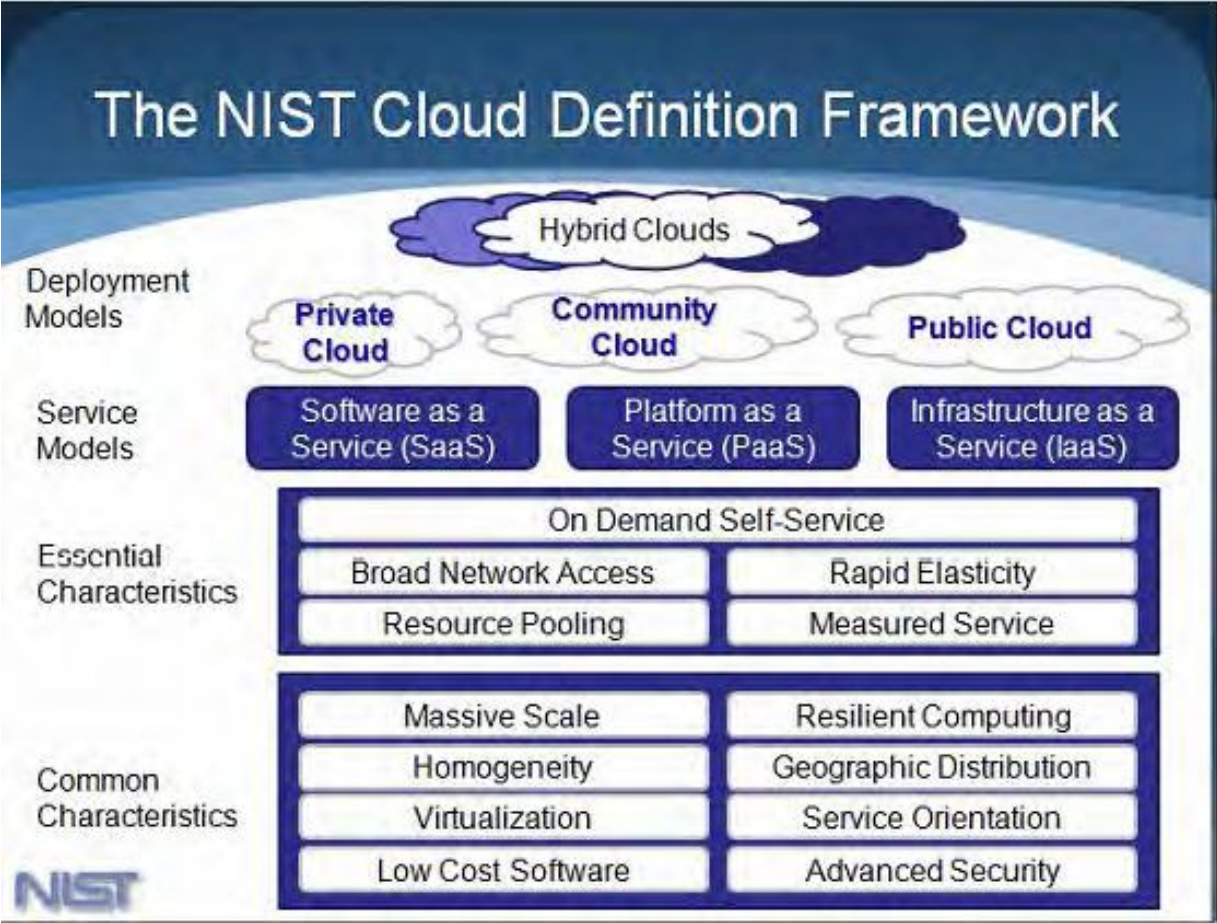 The NIST Cloud Definition Framework
Hybrid Clouds
Deployment
Models
Private
Cloud
Community
Cloud
Public Cloud
Service
Models
Software as a
Service (SaaS)
Platform as a
Service (PaaS)
Infrastructure as a
Service (IaaS)
Essential
Characteristics
On Demand Self-Service
Broad Network Access
Rapid Elasticity
Resource Pooling
Measured Service
Common
Characteristics
Massive Scale
Resilient Computing
Homogeneity
Geographic Distribution
Virtualization
Service Orientation
Low Cost Software
Advanced Security
NIST